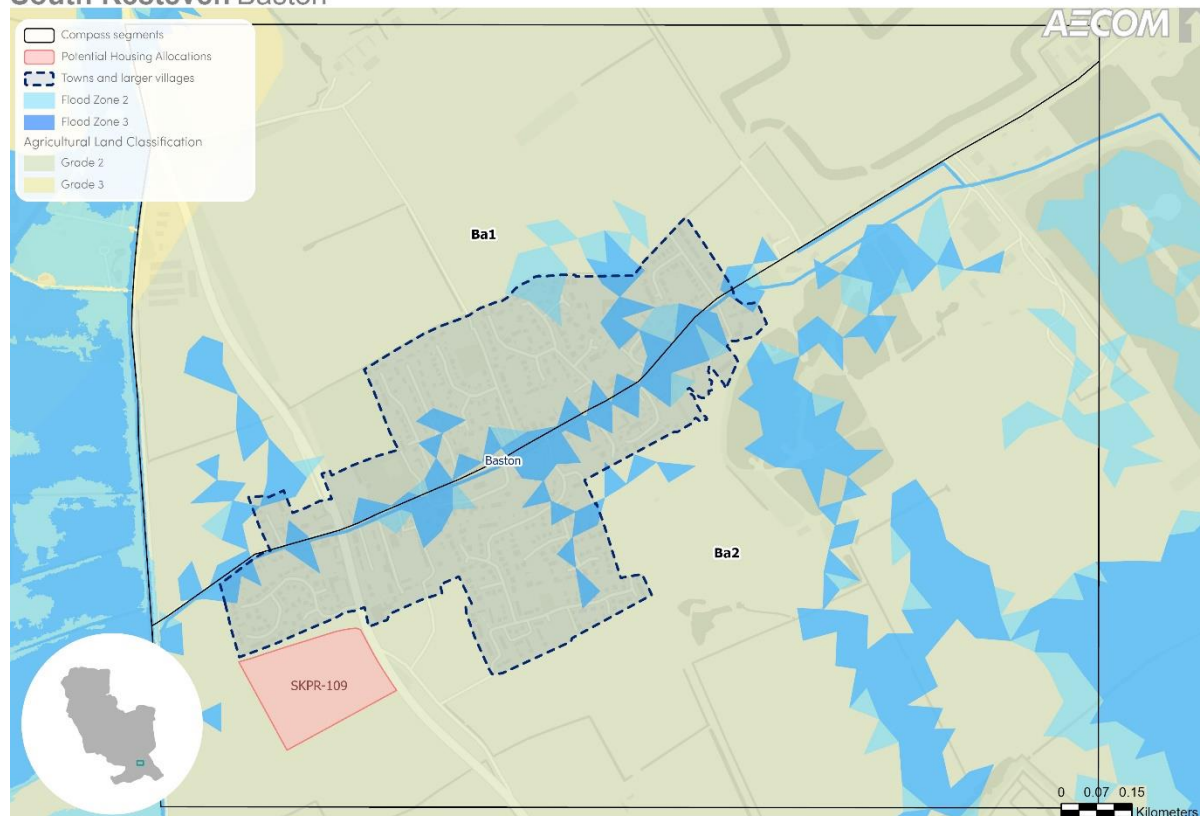 South Kesteven Baston
AECOM
Compass segments
Potential Housing Allocations
Towns and larger villages
Flood Zone 2
Flood Zone 3
Agricultural Land Classification
Grade 2
Grade 3
Ba1
Baston
Ba2
SKPR-109
0 0.07 0.15
Kilometers